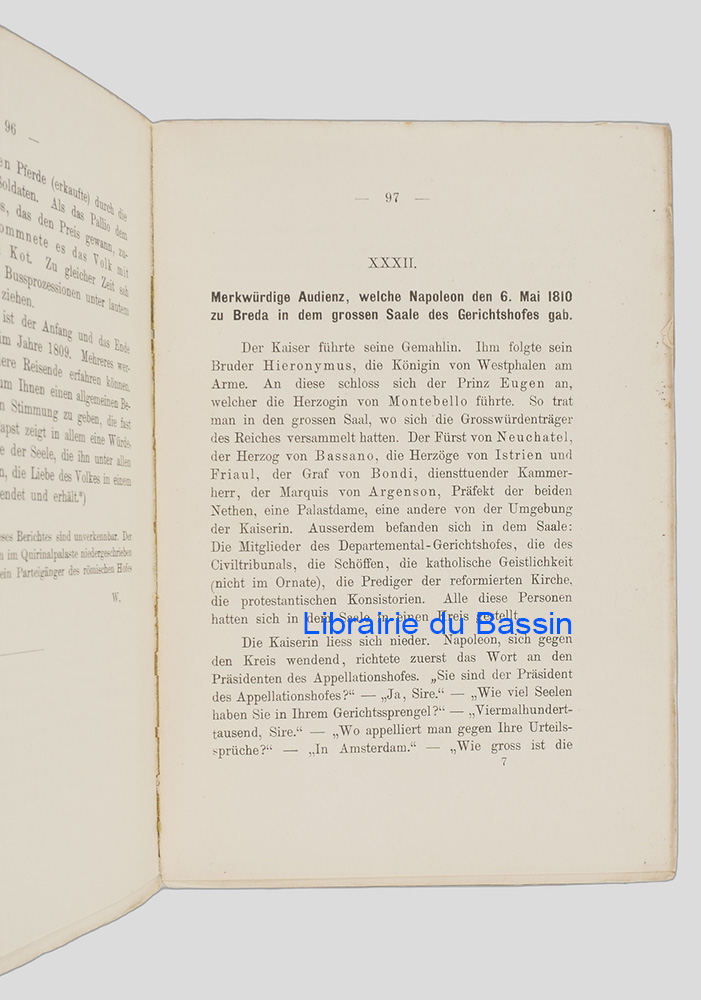 96 —
en Pferde (erkaufte) durch die
Soldaten. Als das Pallio dem
s, das den Preis gewann, zu-
ommnete es das Volk mit
Kot. Zu gleicher Zeit sah
Bussprozessionen unter lautem
ziehen.
ist der Anfang und das Ende
im Jahre 1809. Mehreres wer-
dere Reisende erfahren können,
um Ihnen einen allgemeinen Be-
n Stimmung zu geben, die fast
apst zeigt in allem eine Würde,
e der Seele, die ihn unter allen
n, die Liebe des Volkes in einem
endet und erhält.*)
eses Berichtes sind unverkennbar. Der
n im Quirinalpalaste niedergeschrieben
ein Parteigänger des römischen Hofes
W.
— 97 —
XXXII.
Merkwürdige Audienz, welche Napoleon den 6. Mai 1810
zu Breda in dem grossen Saale des Gerichtshofes gab.
Der Kaiser führte seine Gemahlin. Ihm folgte sein
Bruder Hieronymus, die Königin von Westphalen am
Arme. An diese schloss sich der Prinz Eugen an,
welcher die Herzogin von Montebello führte. So trat
man in den grossen Saal, wo sich die Grosswürdenträger
des Reiches versammelt hatten. Der Fürst von Neuchatel,
der Herzog von Bassano, die Herzöge von Istrien und
Friaul, der Graf von Bondi, diensttuender Kammer-
herr, der Marquis von Argenson, Präfekt der beiden
Nethen, eine Palastdame, eine andere von der Umgebung
der Kaiserin. Ausserdem befanden sich in dem Saale:
Die Mitglieder des Departemental-Gerichtshofes, die des
Civiltribunals, die Schöffen, die katholische Geistlichkeit
(nicht im Ornate), die Prediger der reformierten Kirche,
die protestantischen Konsistorien. Alle diese Personen
hatten sich in dem Saale in einen Kreis gestellt.
Librairie du Bassin
Die Kaiserin liess sich nieder. Napoleon, sich gegen
den Kreis wendend, richtete zuerst das Wort an den
Präsidenten des Appellationshofes. „Sie sind der Präsident
des Appellationshofes?“ — „Ja, Sire.“ — „Wie viel Seelen
haben Sie in Ihrem Gerichtssprengel?“ — „Viermalhundert-
tausend, Sire.“ — „Wo appelliert man gegen Ihre Urteils-
sprüche?“ — „In Amsterdam.“ — „Wie gross ist die
7